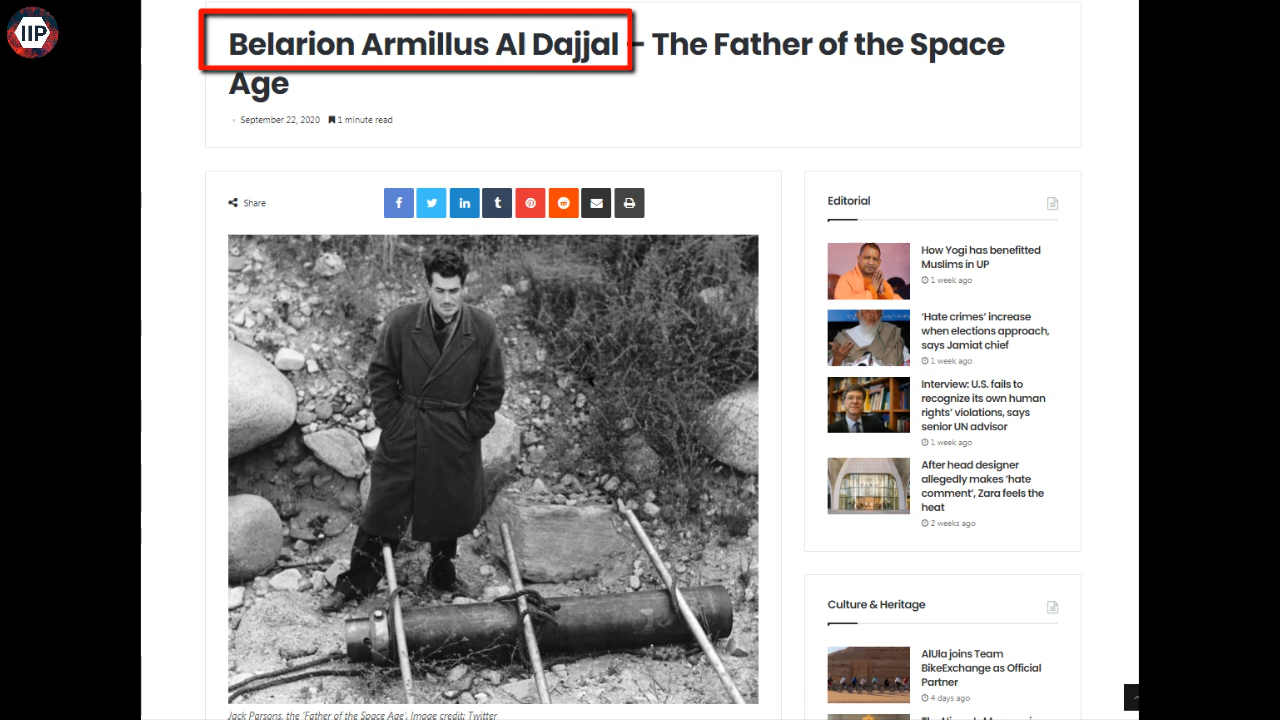 IIP
Belarion Armillus Al Dajjal – The Father of the Space
Age
September 22, 2020 1 minute read
Share
Jack Parsons, the 'Father of the Space Age'. Image credit: Twitter
Editorial
How Yogi has benefitted
Muslims in UP
1 week ago
'Hate crimes' increase
when elections approach,
says Jamiat chief
1 week ago
Interview: U.S. fails to
recognize its own human
rights' violations, says
senior UN advisor
1 week ago
After head designer
allegedly makes 'hate
comment', Zara feels the
heat
2 weeks ago
Culture & Heritage
AlUla joins Team
BikeExchange as Official
Partner
4 days ago